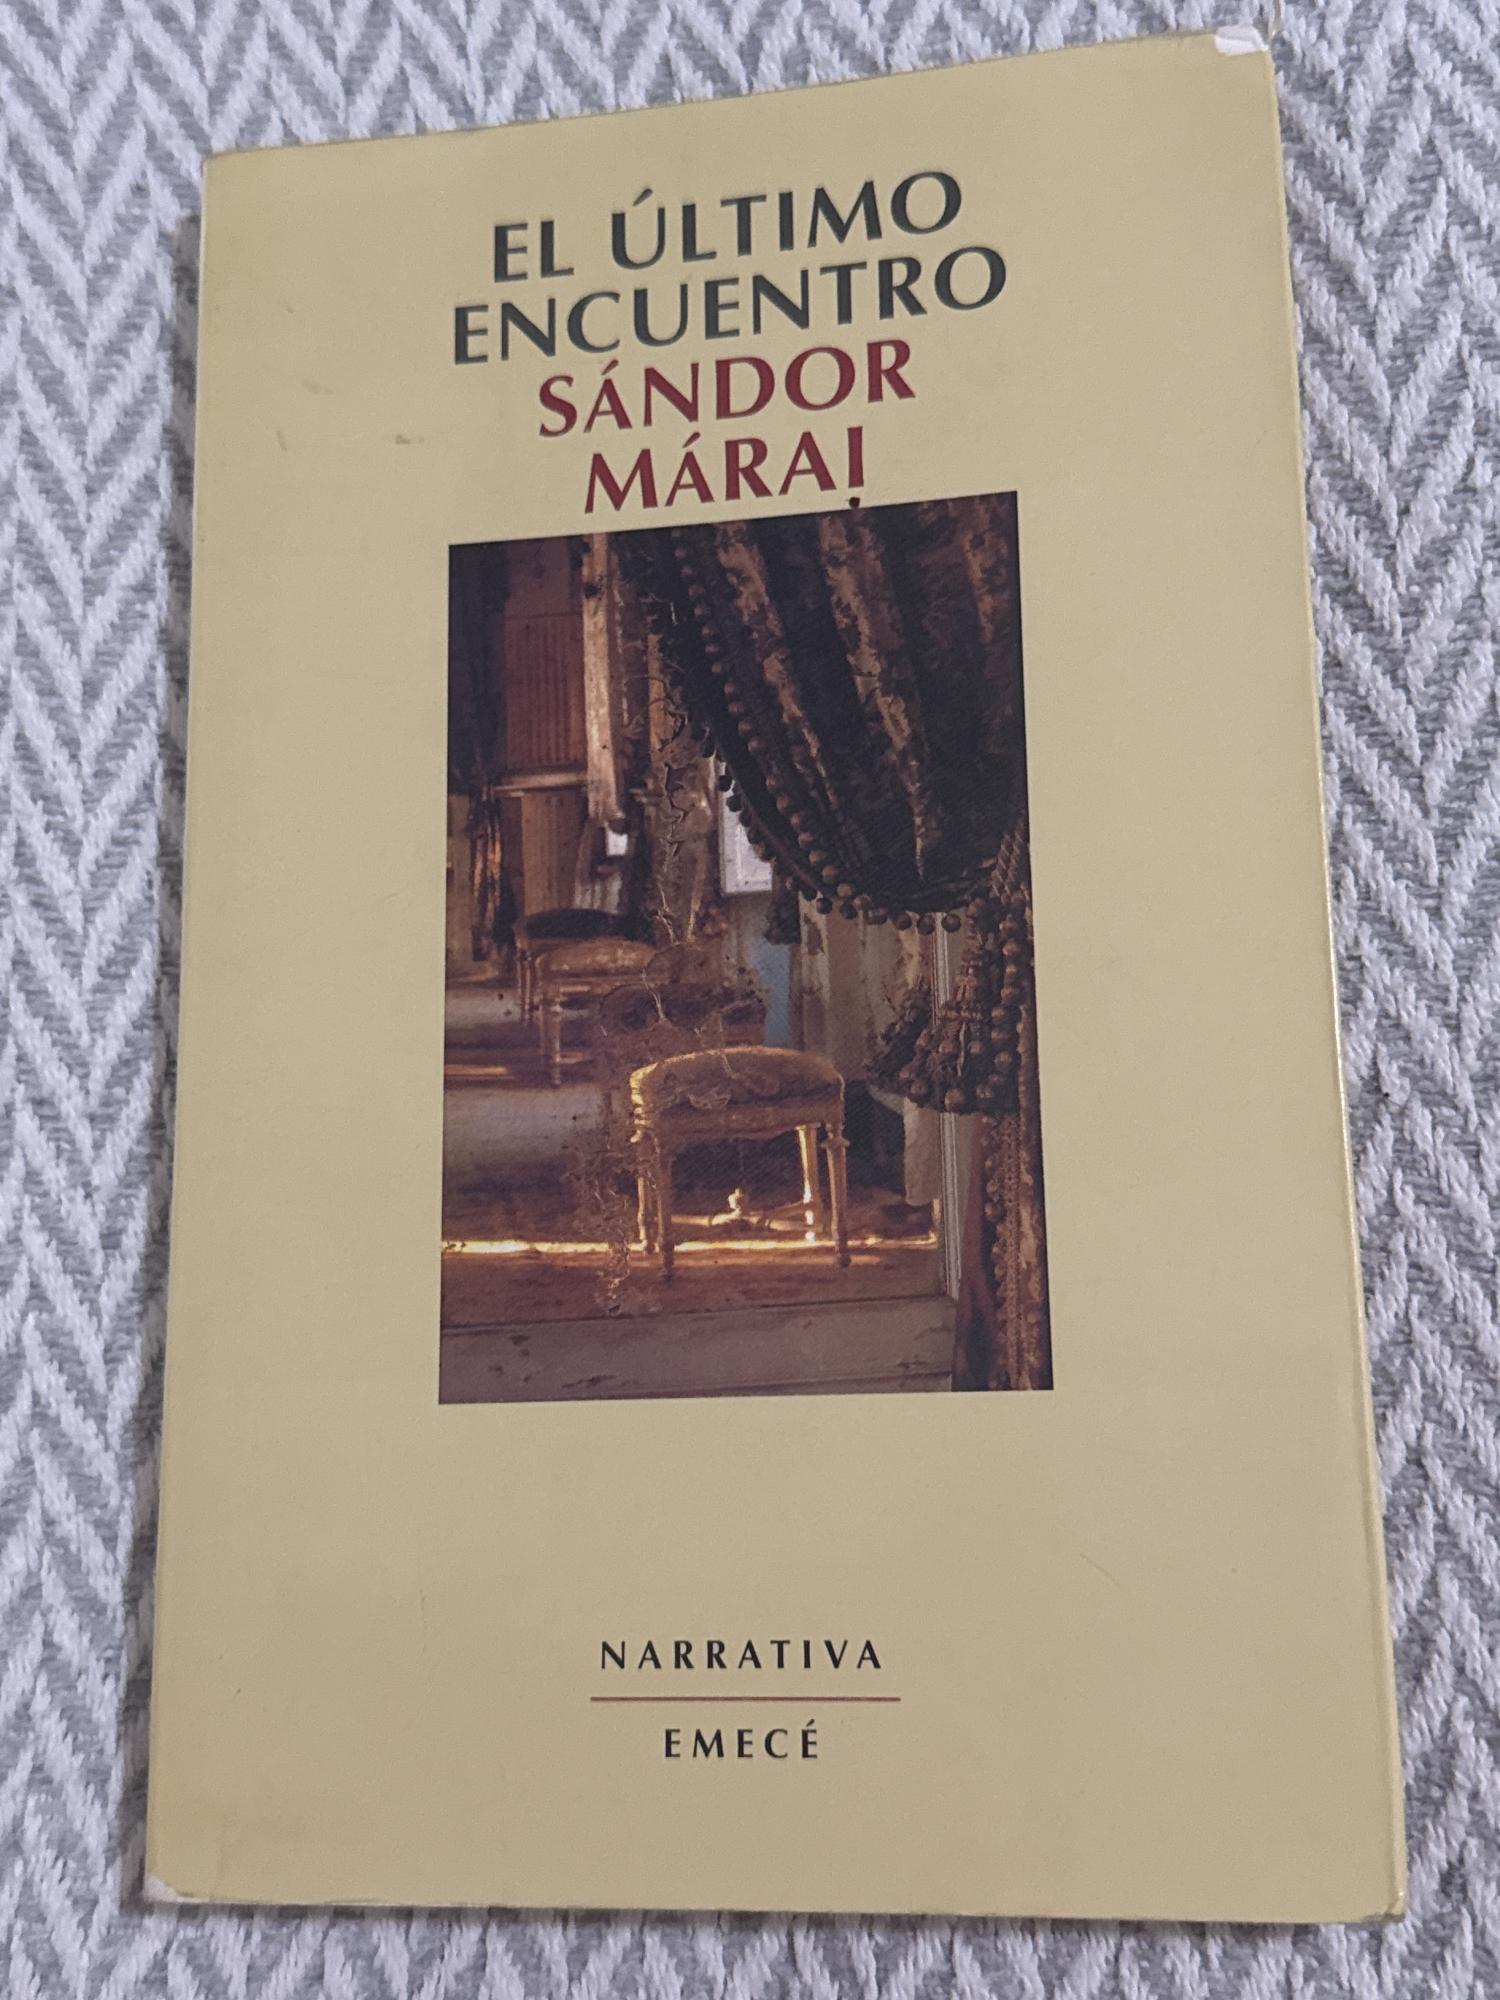 EL ÚLTIMO
ENCUENTRO
SÁNDOR
MÁRAI
NARRATIVA
EMECÉ